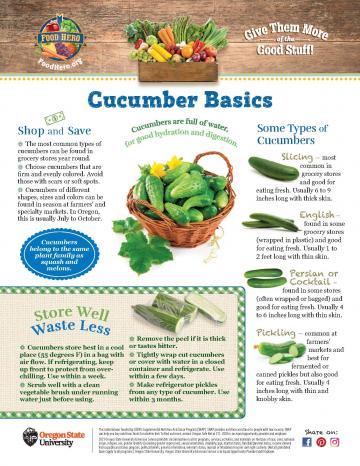 FOOD HERO
FoodHero.org
Give Them More
of the
Good Stuff!
Cucumber Basics
Shop and Save
Cucumbers are full of water,
for good hydration and digestion.
Some Types of
Cucumbers
The most common types of
cucumbers can be found in
grocery stores year round.
Choose cucumbers that are
firm and evenly colored. Avoid
those with scars or soft spots.
Cucumbers of different
shapes, sizes and colors can be
found in season at farmers' and
specialty markets. In Oregon,
this is usually July to October.
Cucumbers
belong to the same
plant family as
squash and
melons.
Slicing – most
common in
grocery stores
and good for
eating fresh. Usually 6 to 9
inches long with thick skin.
English –
found in some
grocery stores
(wrapped in plastic) and good
for eating fresh. Usually 1 to
2 feet long with thin skin.
Persian or
Cocktail –
found in some stores
(often wrapped or bagged) and
good for eating fresh. Usually 4
to 6 inches long with thin skin.
Pickling – common at
farmers'
markets and
best for
fermented
or canned pickles but also good
for eating fresh. Usually 4
inches long with thin and
knobby skin.
Store Well
Waste Less
Cucumbers store best in a cool
place (55 degrees F) in a bag with
air flow. If refrigerating, keep
up front to protect from over-
chilling. Use within a week.
Scrub well with a clean
vegetable brush under running
water just before using.
Remove the peel if it is thick
or tastes bitter.
Tightly wrap cut cucumbers
or cover with water in a closed
container and refrigerate. Use
within a few days.
Make refrigerator pickles
from any type of cucumber. Use
within 3 months.
Oregon State
University
Share on: